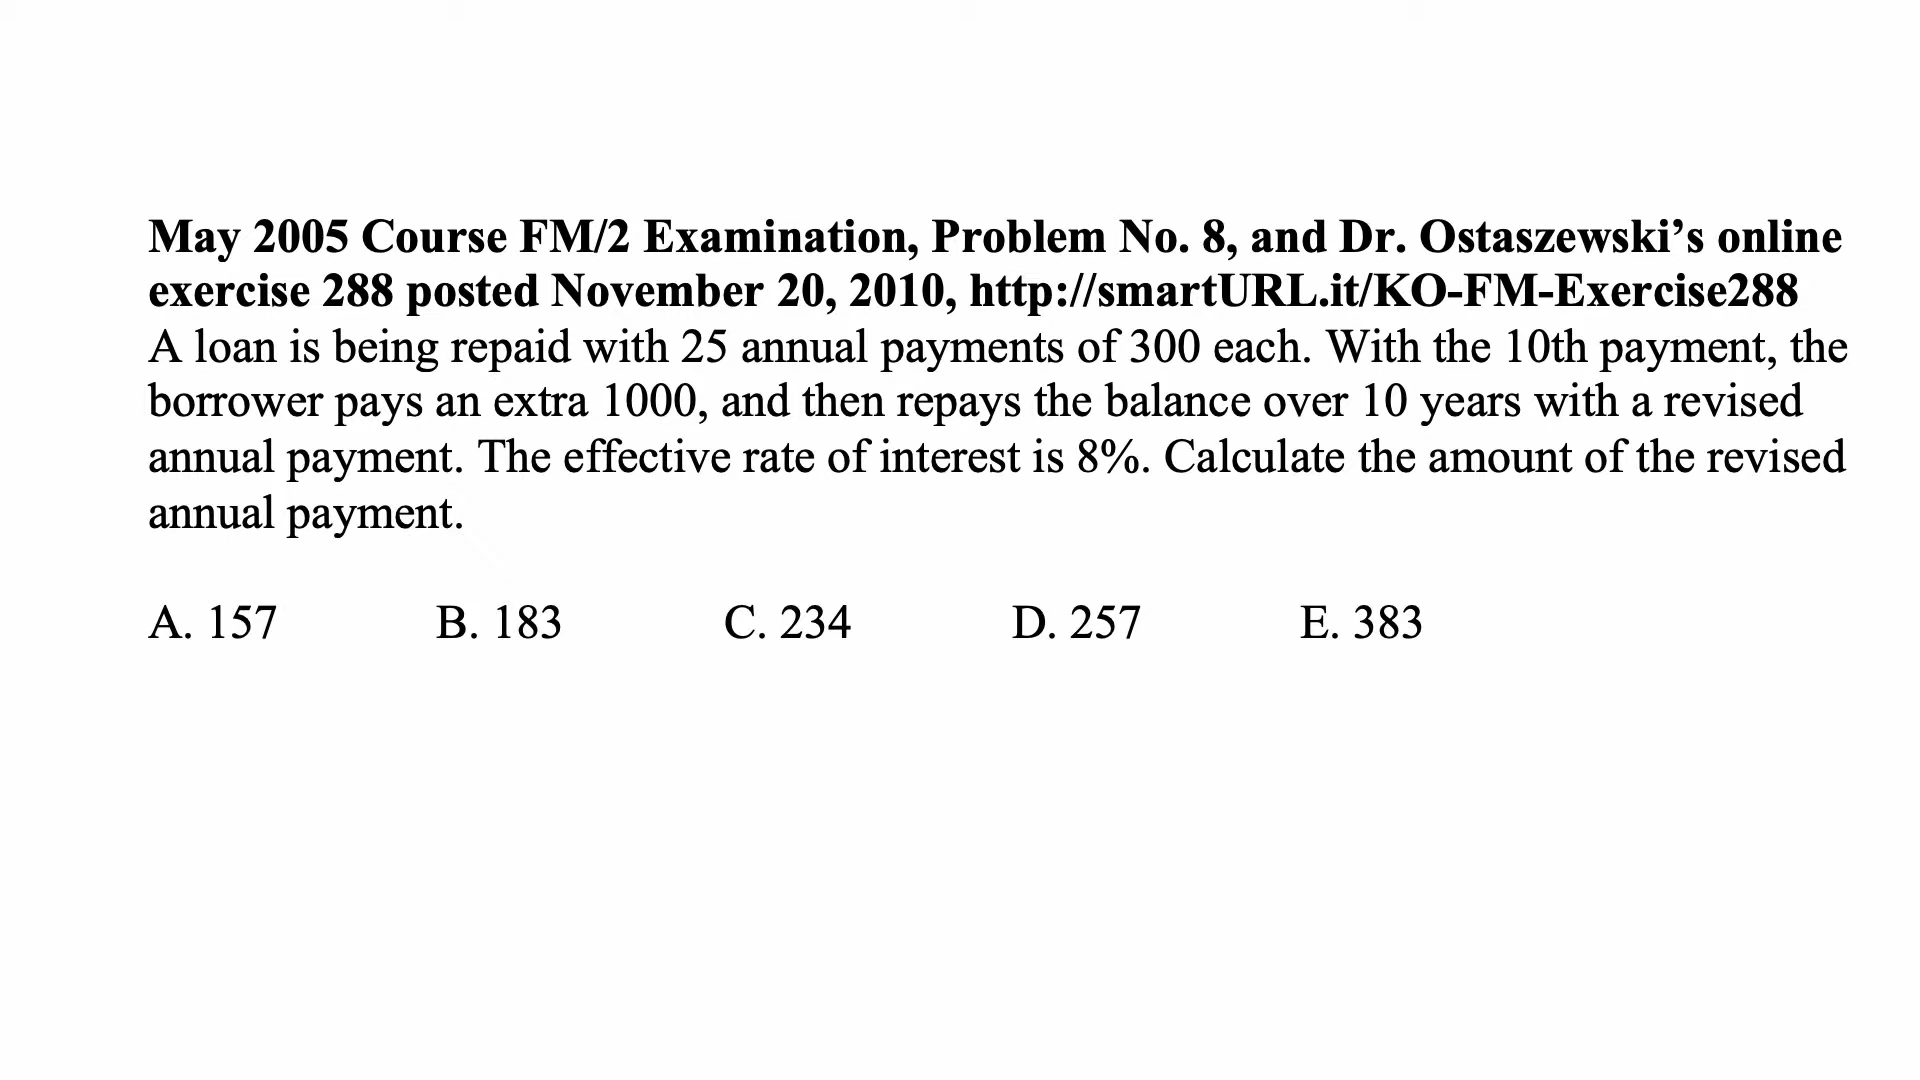 May 2005 Course FM/2 Examination, Problem No. 8, and Dr. Ostaszewski’s online
exercise 288 posted November 20, 2010, http://smartURL.it/KO-FM-Exercise288
A loan is being repaid with 25 annual payments of 300 each. With the 10th payment, the
borrower pays an extra 1000, and then repays the balance over 10 years with a revised
annual payment. The effective rate of interest is 8%. Calculate the amount of the revised
annual payment.
A. 157 B. 183 C. 234 D. 257 E. 383